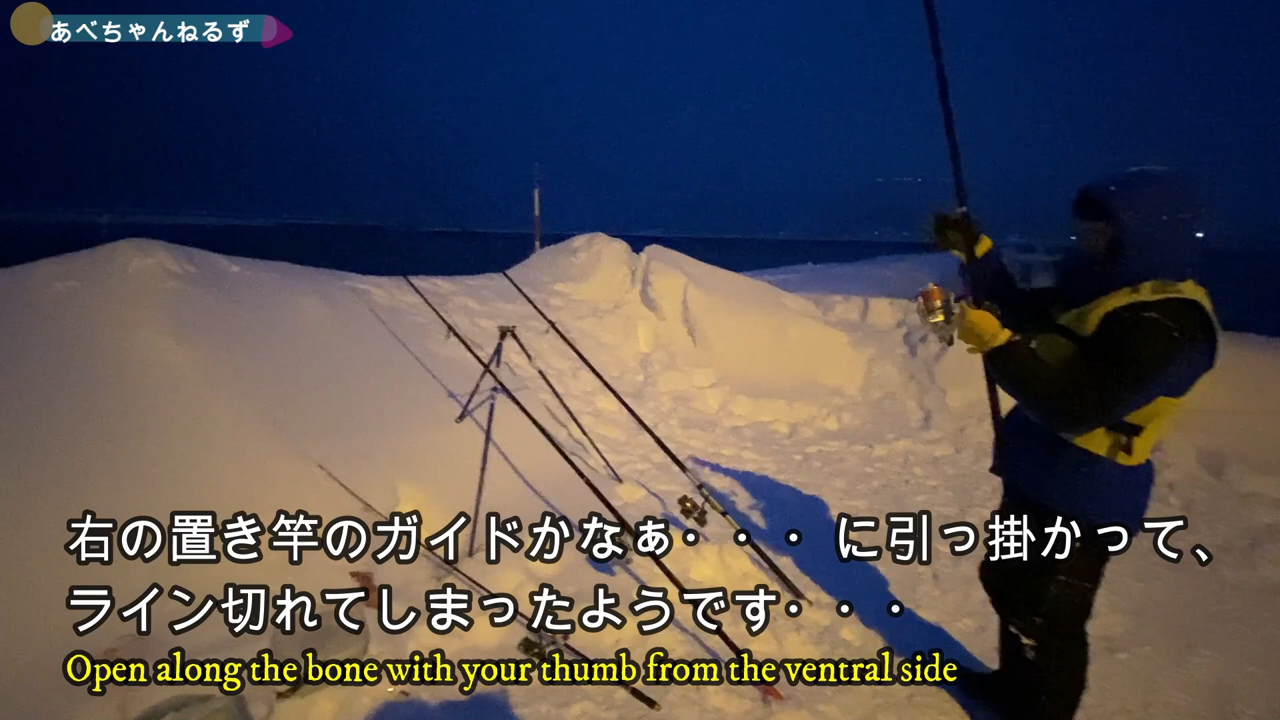 あべちゃんねるず
右の置き竿のガイドかなぁ・・・ に引っ掛かって、
ライン切れてしまったようです・・・
Open along the bone with your thumb from the ventral side